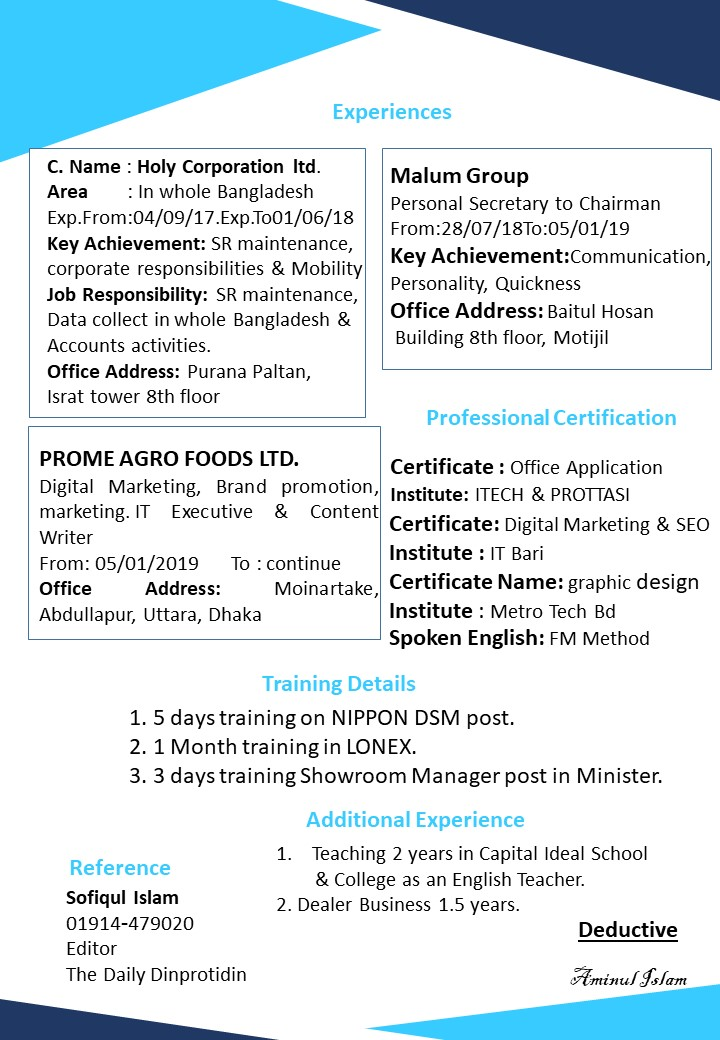 Experiences
C. Name : Holy Corporation ltd.
Area : In whole Bangladesh
Exp.From:04/09/17.Exp.To01/06/18
Key Achievement: SR maintenance,
corporate responsibilities & Mobility
Job Responsibility: SR maintenance,
Data collect in whole Bangladesh &
Accounts activities.
Office Address: Purana Paltan,
Israt tower 8th floor
Malum Group
Personal Secretary to Chairman
From:28/07/18To:05/01/19
Key Achievement:Communication,
Personality, Quickness
Office Address: Baitul Hosan
Building 8th floor, Motijil
PROME AGRO FOODS LTD.
Digital Marketing, Brand promotion,
marketing. IT Executive & Content
Writer
From: 05/01/2019 To : continue
Office Address: Moinartake,
Abdullapur, Uttara, Dhaka
Professional Certification
Certificate : Office Application
Institute: ITECH & PROTTASI
Certificate: Digital Marketing & SEO
Institute : IT Bari
Certificate Name: graphic design
Institute : Metro Tech Bd
Spoken English: FM Method
Training Details
1. 5 days training on NIPPON DSM post.
2. 1 Month training in LONEX.
3. 3 days training Showroom Manager post in Minister.
Additional Experience
1. Teaching 2 years in Capital Ideal School
& College as an English Teacher.
2. Dealer Business 1.5 years.
Reference
Sofiqul Islam
01914-479020
Editor
The Daily Dinprotidin
Deductive
Aminul Islam